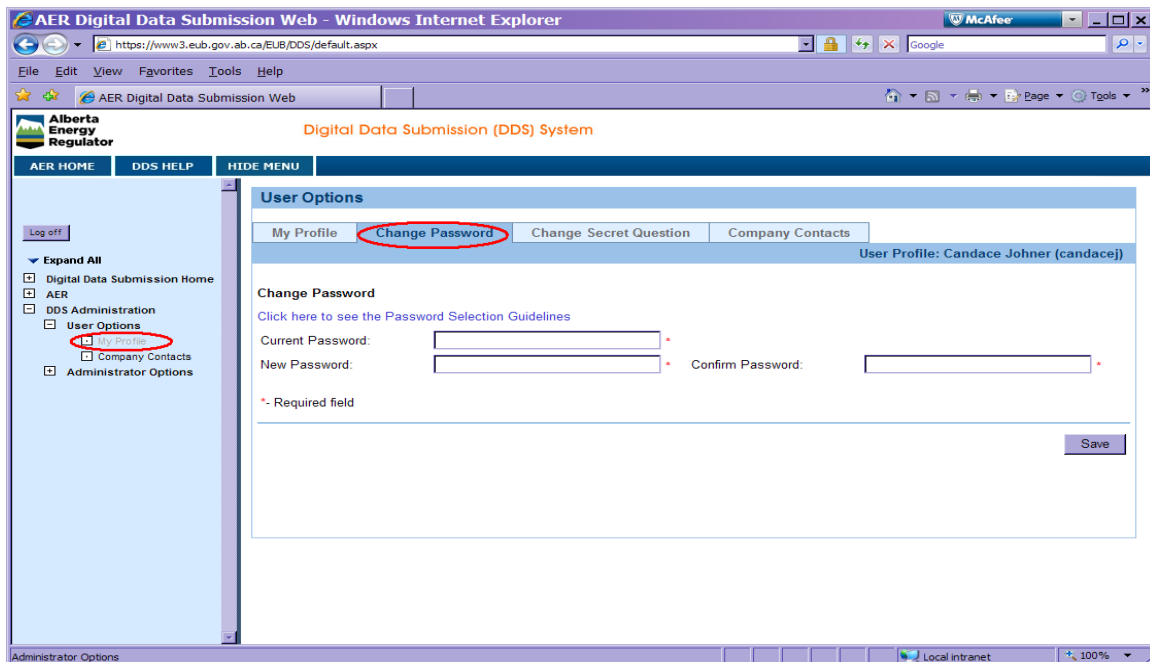 AER Digital Data Submission Web - Windows Internet Explorer
McAfee
https://www3.eub.gov.ab.ca/EUB/DDS/default.aspx
Google
File Edit View Favorites Tools Help
AER Digital Data Submission Web
Page Tools »
Alberta
Energy
Regulator
Digital Data Submission (DDS) System
AER HOME DDS HELP HIDE MENU
Log off
Expand All
Digital Data Submission Home
AER
DDS Administration
User Options
My Profile
Company Contacts
Administrator Options
User Options
My Profile Change Password Change Secret Question Company Contacts
User Profile: Candace Johner (candacej)
Change Password
Click here to see the Password Selection Guidelines
Current Password: *
New Password: * Confirm Password: *
*- Required field
Save
Administrator Options
Local intranet
100%